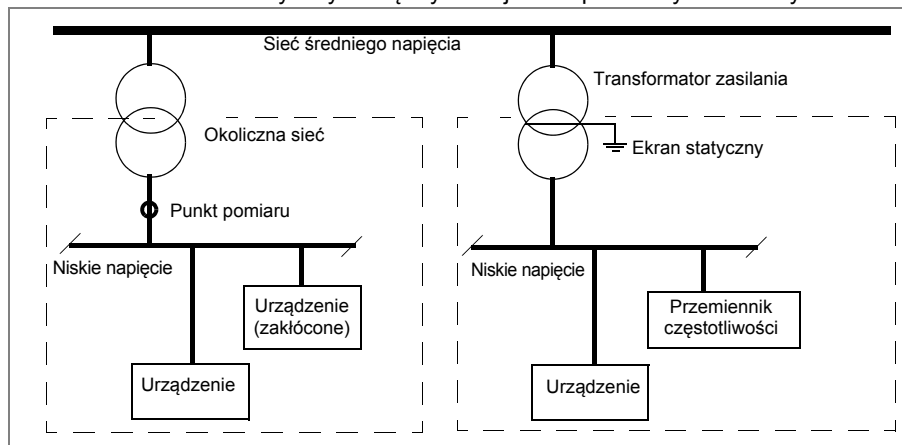 Sieć średniego napięcia
Transformator zasilania
Okoliczna sieć
Ekran statyczny
Punkt pomiaru
Niskie napięcie
Niskie napięcie
Urządzenie
(zakłócone)
Przemiennik
częstotliwości
Urządzenie
Urządzenie